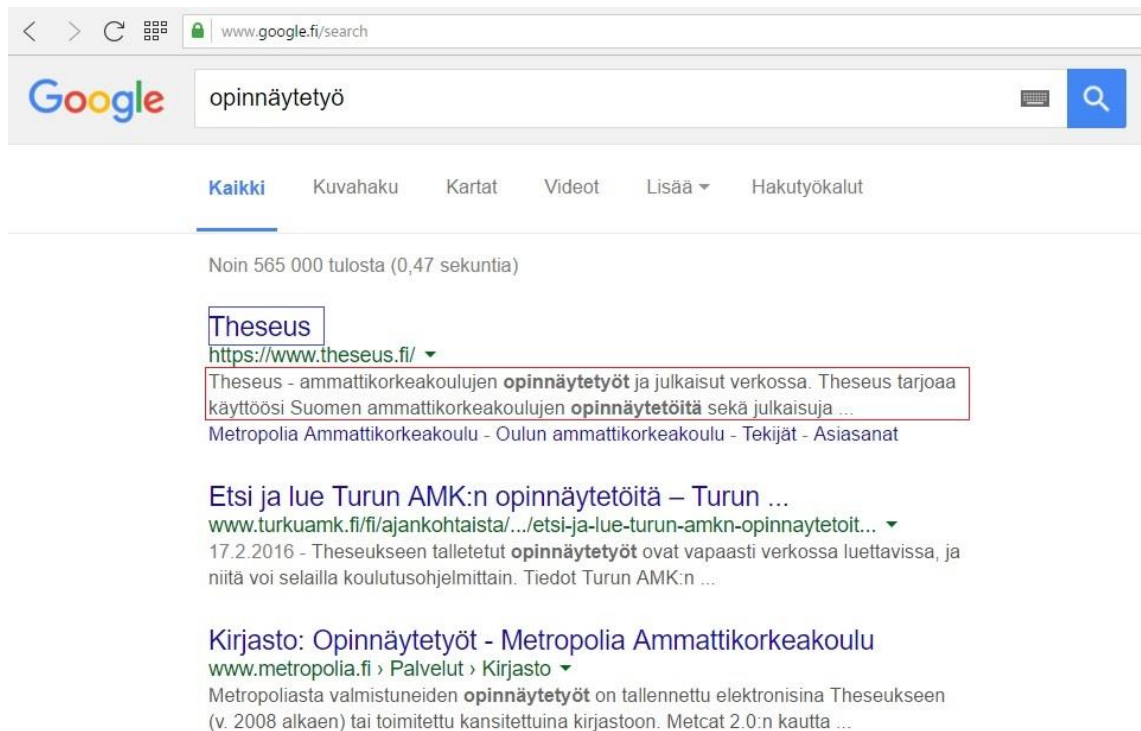 www.google.fi/search
Google
opinnäytetyö
Kaikki Kuvahaku Kartat Videot Lisää Hakutyökalut
Noin 565 000 tulosta (0,47 sekuntia)
Theseus
https://www.theseus.fi/
Theseus - ammattikorkeakoulujen opinnäytetyöt ja julkaisut verkossa. Theseus tarjoaa
käyttöösi Suomen ammattikorkeakoulujen opinnäytetöitä sekä julkaisuja ...
Metropolia Ammattikorkeakoulu - Oulun ammattikorkeakoulu - Tekijät - Asiasanat
Etsi ja lue Turun AMK:n opinnäytetöitä – Turun ...
www.turkuamk.fi/fi/ajankohtaista/.../etsi-ja-lue-turun-amkn-opinnaytetoit...
17.2.2016 - Theseukseen talletetut opinnäytetyöt ovat vapaasti verkossa luettavissa, ja
niitä voi selailla koulutusohjelmittain. Tiedot Turun AMK:n ...
Kirjasto: Opinnäytetyöt - Metropolia Ammattikorkeakoulu
www.metropolia.fi › Palvelut › Kirjasto
Metropoliasta valmistuneiden opinnäytetyöt on tallennettu elektronisina Theseukseen
(v. 2008 alkaen) tai toimitettu kansitettuina kirjastoon. Metcat 2.0:n kautta ...